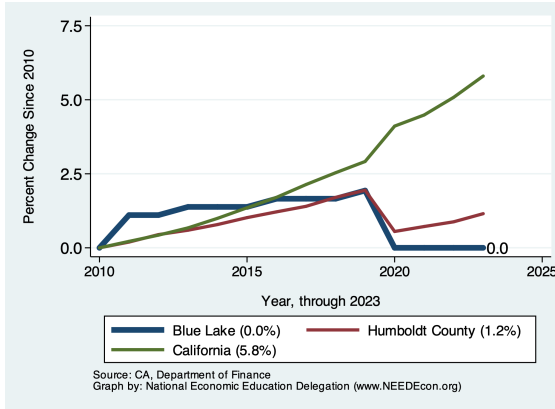 Percent Change Since 2010
7.5
5.0
2.5
0.0
0.0
2010 2015 2020 2025
Year, through 2023
Blue Lake (0.0%) Humboldt County (1.2%)
California (5.8%)
Source: CA, Department of Finance
Graph by: National Economic Education Delegation (www.NEEDEcon.org)